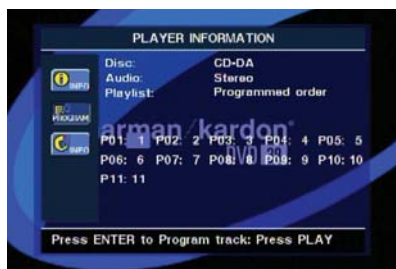 PLAYER INFORMATION
Disc: CD-DA
Audio: Stereo
Playlist: Programmed order
INFO
PROGRAM
INFO
arman/kardon®
DVD 39
P01: 1 P02: 2 P03: 3 P04: 4 P05: 5
P06: 6 P07: 7 P08: 8 P09: 9 P10: 10
P11: 11
Press ENTER to Program track: Press PLAY